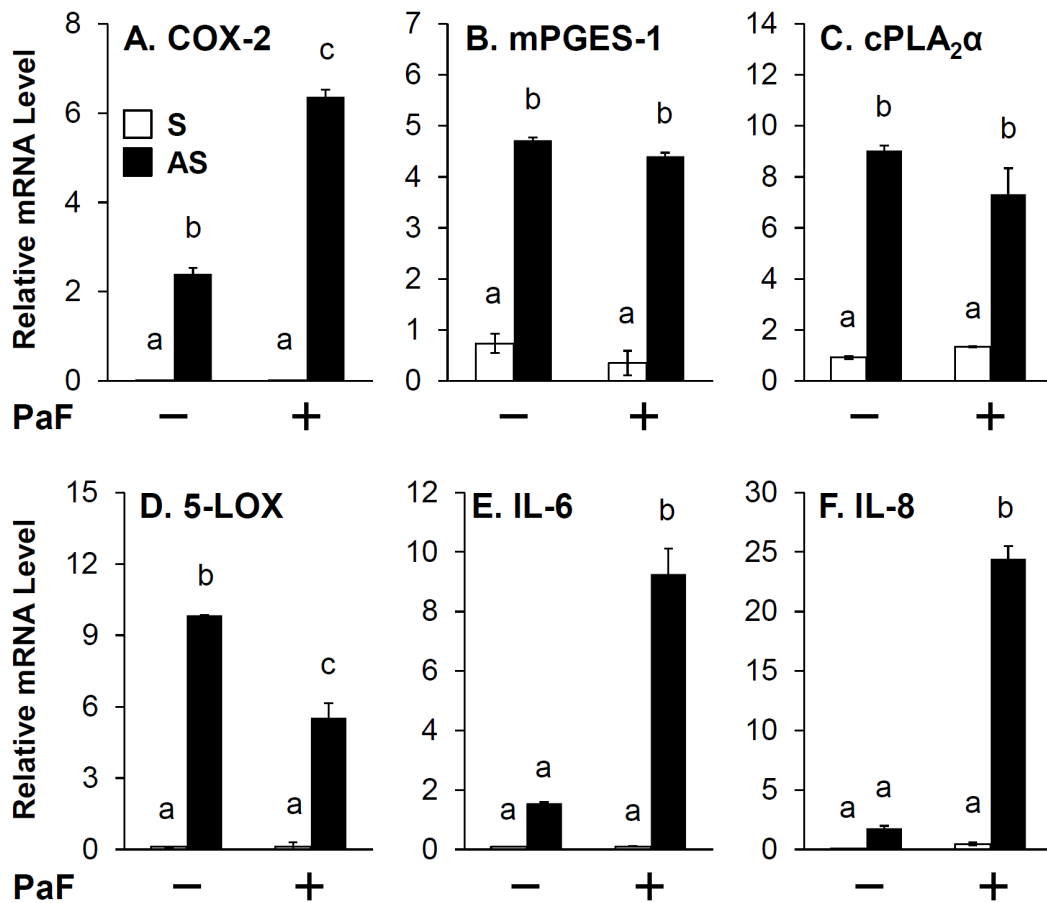 A. COX-2
Relative mRNA Level
8
6
4
2
0
S
AS
a
b
a
c
PaF
−
+
B. mPGES-1
7
6
5
4
3
2
1
0
a
b
a
b
−
+
C. cPLA₂α
14
12
10
8
6
4
2
0
a
b
a
b
−
+
D. 5-LOX
Relative mRNA Level
15
12
9
6
3
0
a
b
a
c
PaF
−
+
E. IL-6
12
10
8
6
4
2
0
a
a
a
b
−
+
F. IL-8
30
25
20
15
10
5
0
a
a
a
b
−
+